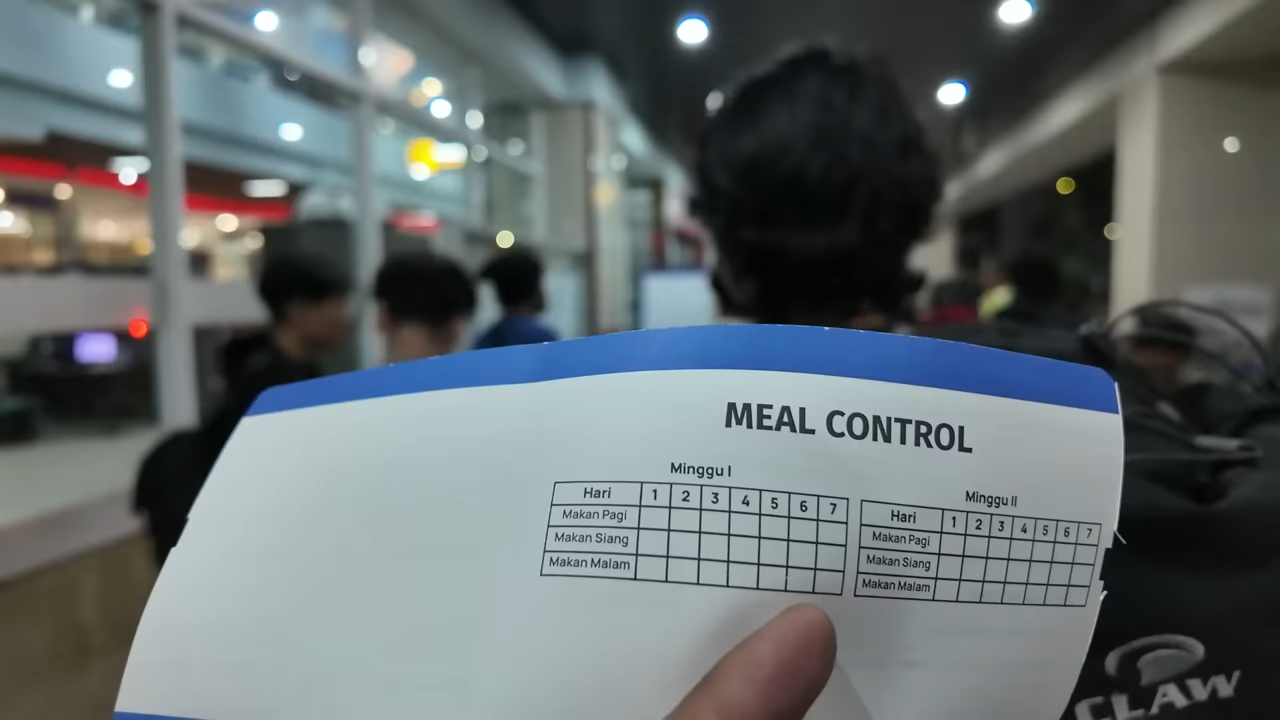 MEAL CONTROL
Minggu I
Hari 1 2 3 4 5 6 7
Makan Pagi
Makan Siang
Makan Malam
Minggu II
Hari 1 2 3 4 5 6 7
Makan Pagi
Makan Siang
Makan Malam
CLAW